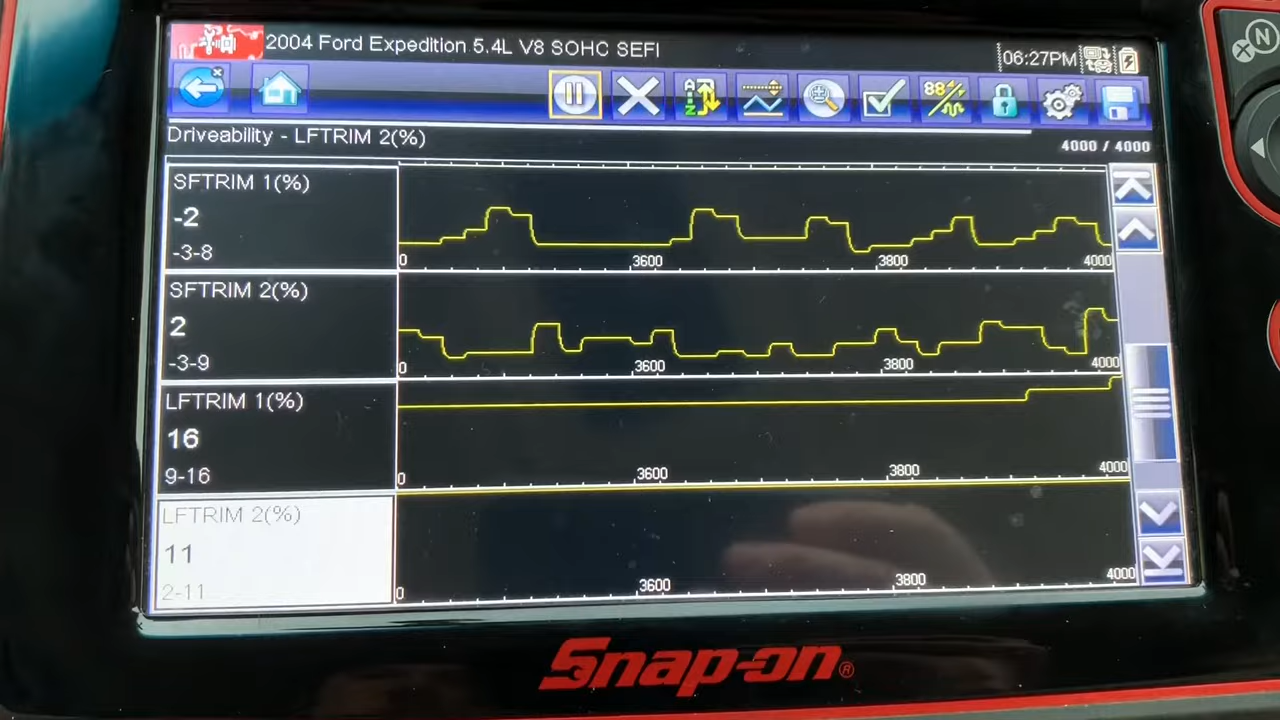 2004 Ford Expedition 5.4L V8 SOHC SEFI
06:27PM
A
Z
88
N
X
Driveability - LFTRIM 2(%)
4000 / 4000
SFTRIM 1(%)
-2
-3-8
0 3600 3800 4000
SFTRIM 2(%)
2
-3-9
0 3600 3800 4000
LFTRIM 1(%)
16
9-16
0 3600 3800 4000
LFTRIM 2(%)
11
2-11
0 3600 3800 4000
Snap-on®